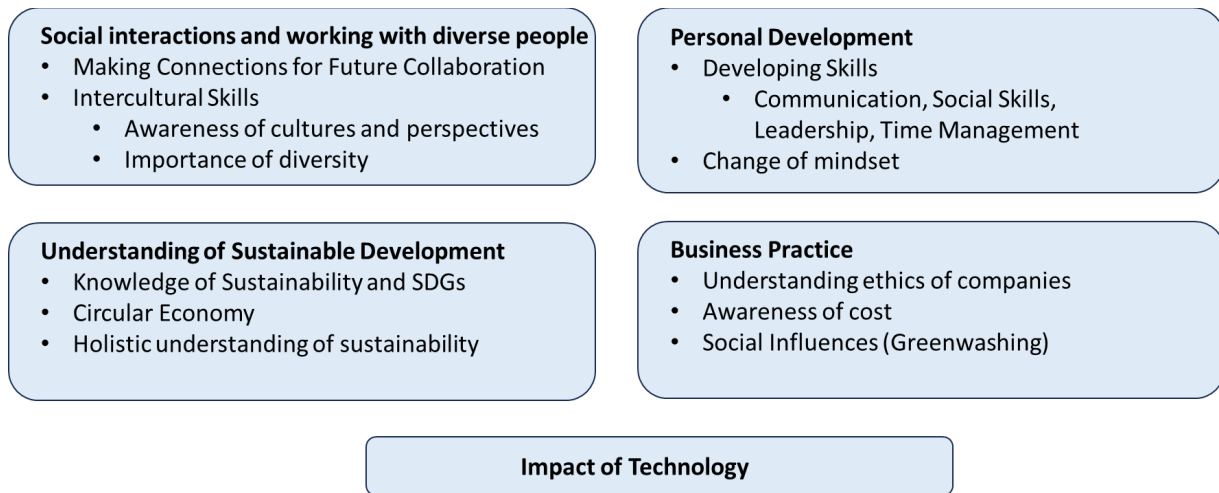 Social interactions and working with diverse people
• Making Connections for Future Collaboration
• Intercultural Skills
• Awareness of cultures and perspectives
• Importance of diversity
Personal Development
• Developing Skills
• Communication, Social Skills,
Leadership, Time Management
• Change of mindset
Understanding of Sustainable Development
• Knowledge of Sustainability and SDGs
• Circular Economy
• Holistic understanding of sustainability
Business Practice
• Understanding ethics of companies
• Awareness of cost
• Social Influences (Greenwashing)
Impact of Technology